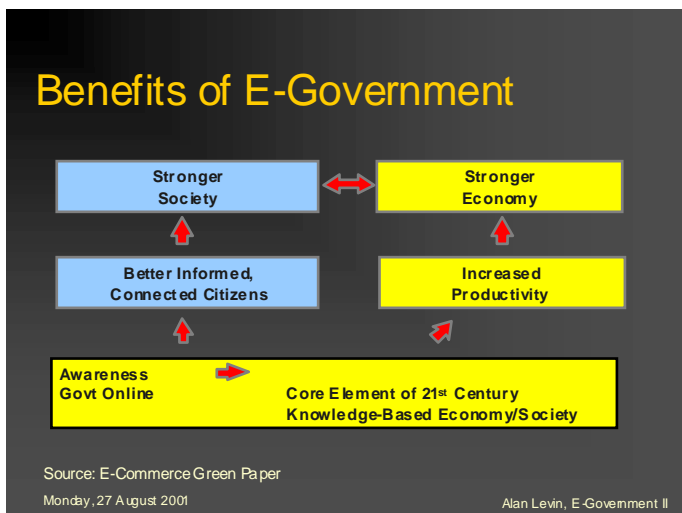 Benefits of E-Government
Stronger
Society
Stronger
Economy
Better Informed,
Connected Citizens
Increased
Productivity
Awareness
Govt Online
Core Element of 21st Century
Knowledge-Based Economy/Society
Source: E-Commerce Green Paper
Monday, 27 August 2001
Alan Levin, E-Government II